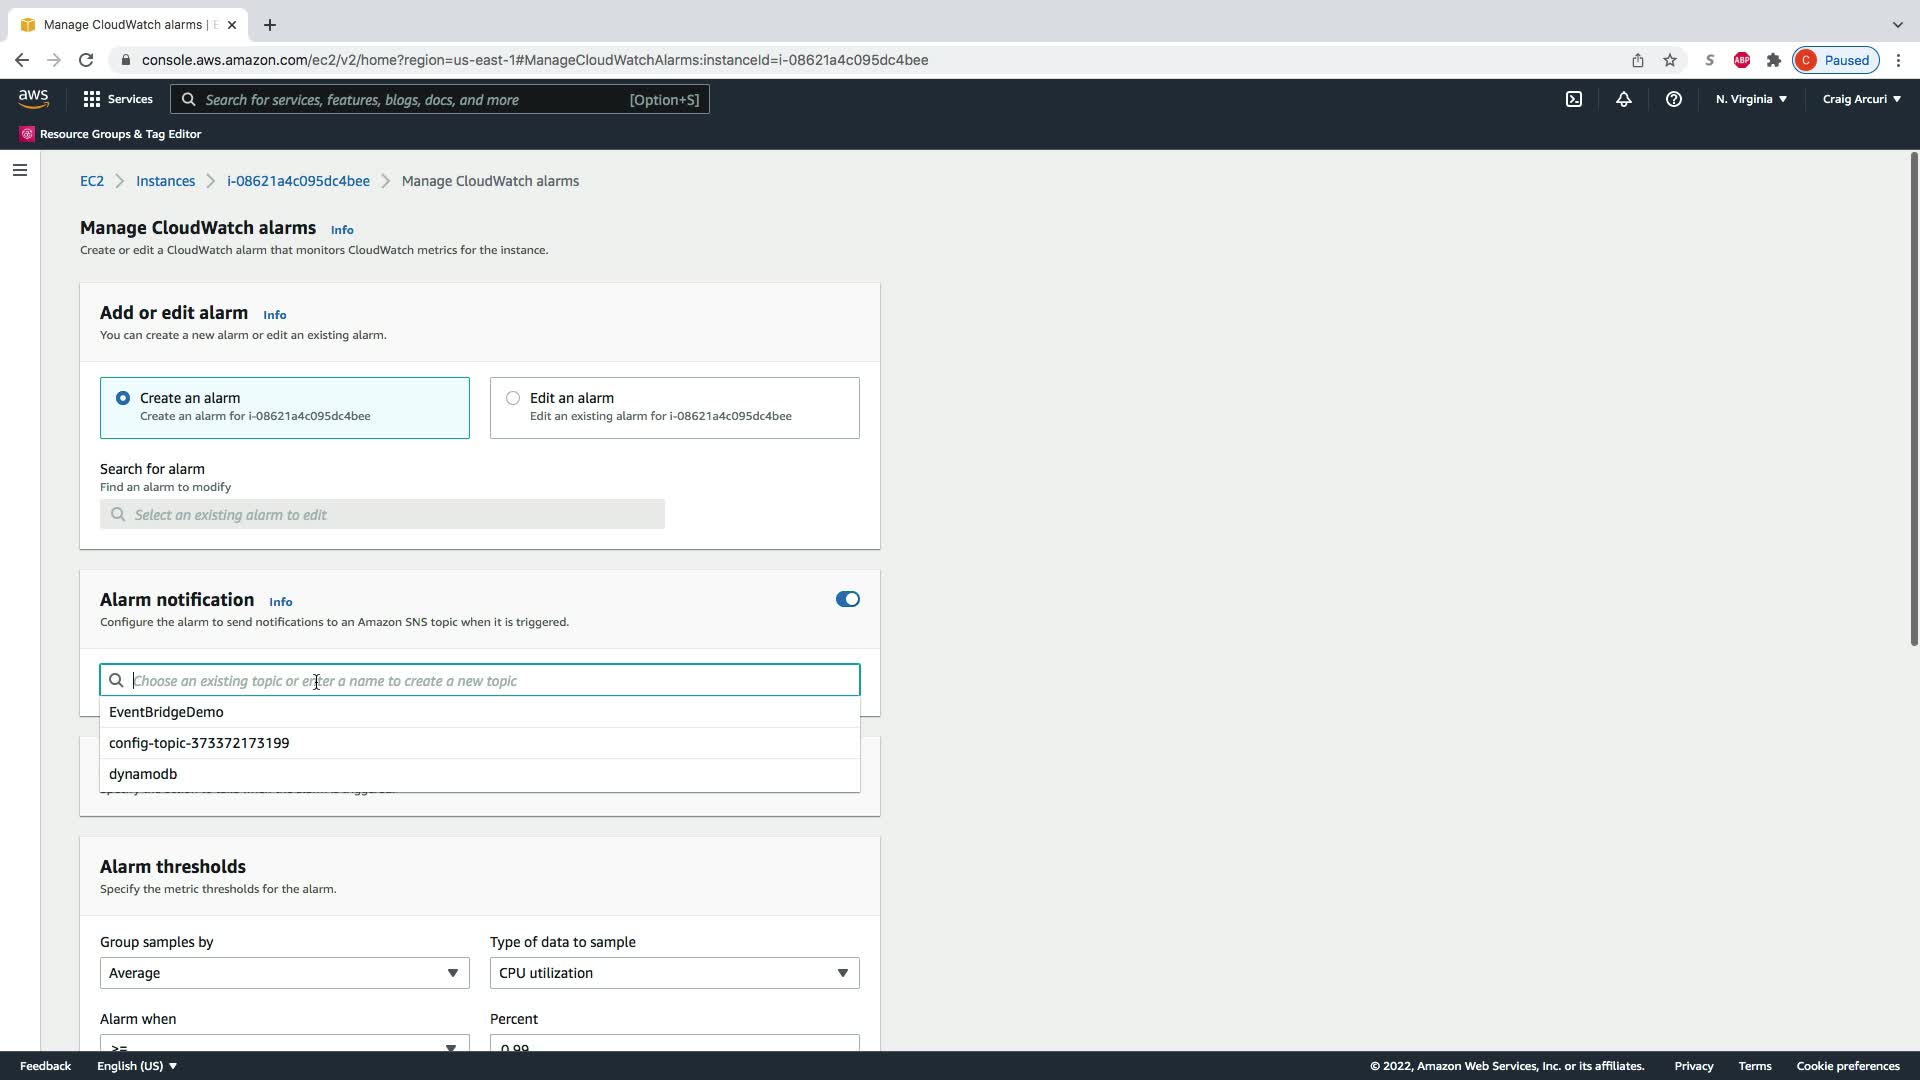 Manage CloudWatch alarms | E
console.aws.amazon.com/ec2/v2/home?region=us-east-1#ManageCloudWatchAlarms:instanceId=i-08621a4c095dc4bee
S
ABP
C
Paused
aws
Services
Search for services, features, blogs, docs, and more
[Option+S]
N. Virginia
Craig Arcuri
Resource Groups & Tag Editor
EC2
Instances
i-08621a4c095dc4bee
Manage CloudWatch alarms
Manage CloudWatch alarms Info
Create or edit a CloudWatch alarm that monitors CloudWatch metrics for the instance.
Add or edit alarm Info
You can create a new alarm or edit an existing alarm.
Create an alarm
Create an alarm for i-08621a4c095dc4bee
Edit an alarm
Edit an existing alarm for i-08621a4c095dc4bee
Search for alarm
Find an alarm to modify
Select an existing alarm to edit
Alarm notification Info
Configure the alarm to send notifications to an Amazon SNS topic when it is triggered.
Choose an existing topic or enter a name to create a new topic
EventBridgeDemo
config-topic-373372173199
dynamodb
Alarm thresholds
Specify the metric thresholds for the alarm.
Group samples by
Type of data to sample
Average
CPU utilization
Alarm when
Percent
>=
0.99
Feedback
English (US)
© 2022, Amazon Web Services, Inc. or its affiliates.
Privacy
Terms
Cookie preferences